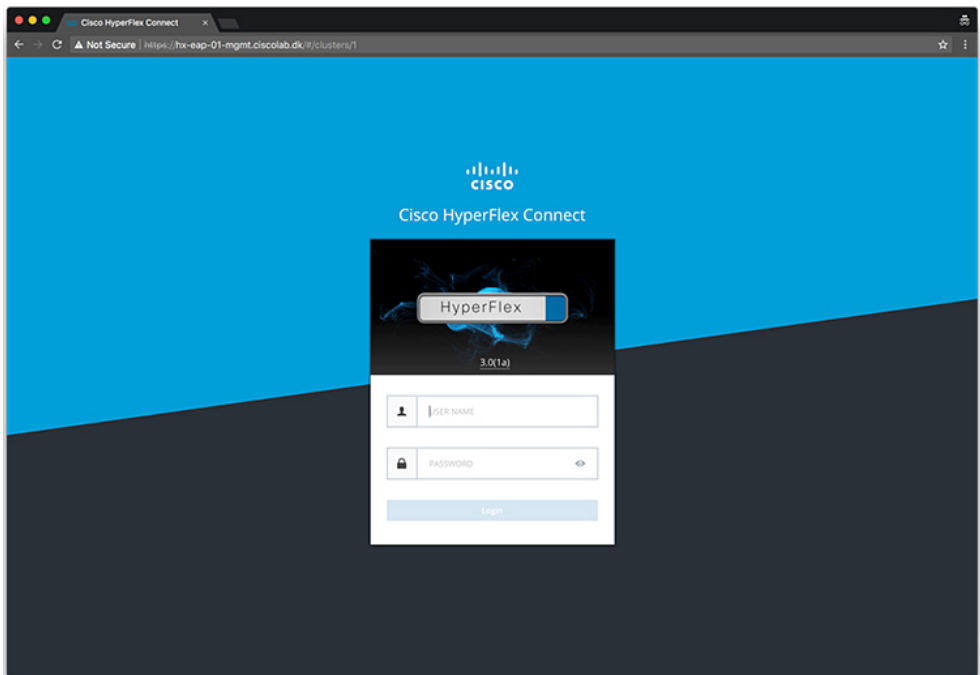 Cisco HyperFlex Connect
Not Secure | https://hx-eap-01-mgmt.ciscolab.dk/#/clusters/1
CISCO
Cisco HyperFlex Connect
HyperFlex
3.0(1a)
USER NAME
PASSWORD
Login